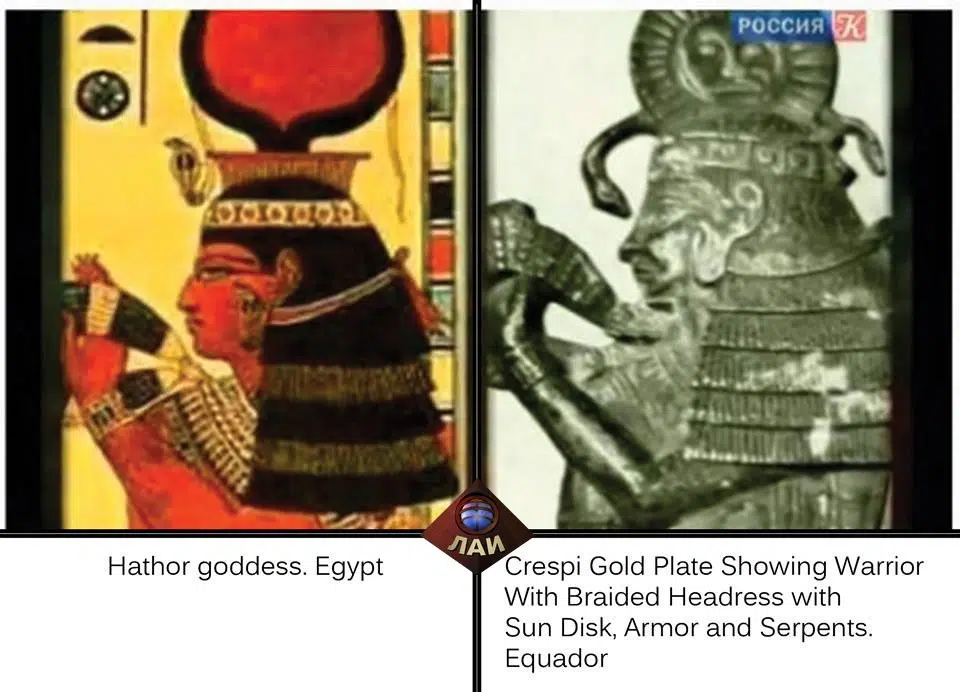 РОССИЯ К
ЛАИ
Hathor goddess. Egypt
Crespi Gold Plate Showing Warrior
With Braided Headress with
Sun Disk, Armor and Serpents.
Equador